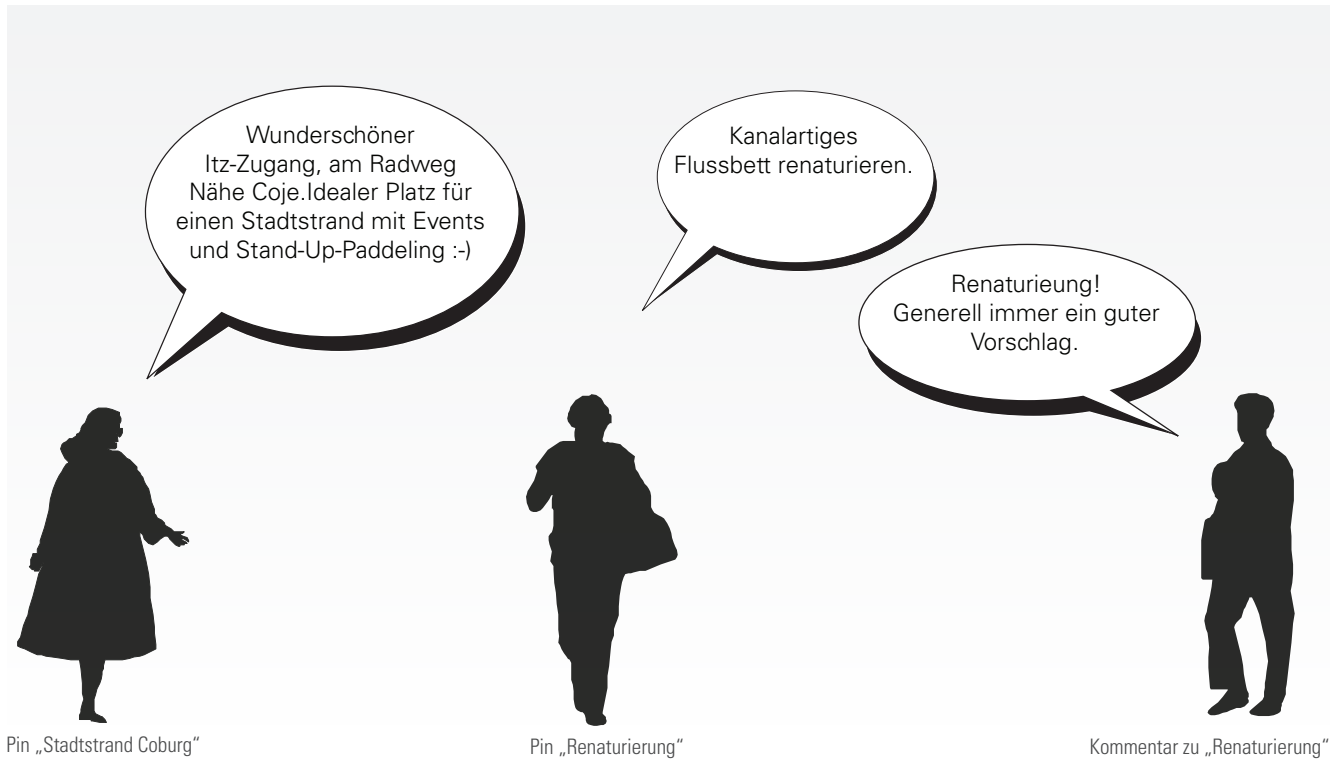 Wunderschöner
Itz-Zugang, am Radweg
Nähe Coje.Idealer Platz für
einen Stadtstrand mit Events
und Stand-Up-Paddeling :-)
Kanalartiges
Flussbett renaturieren.
Renaturieung!
Generell immer ein guter
Vorschlag.
Pin „Stadtstrand Coburg“
Pin „Renaturierung“
Kommentar zu „Renaturierung“